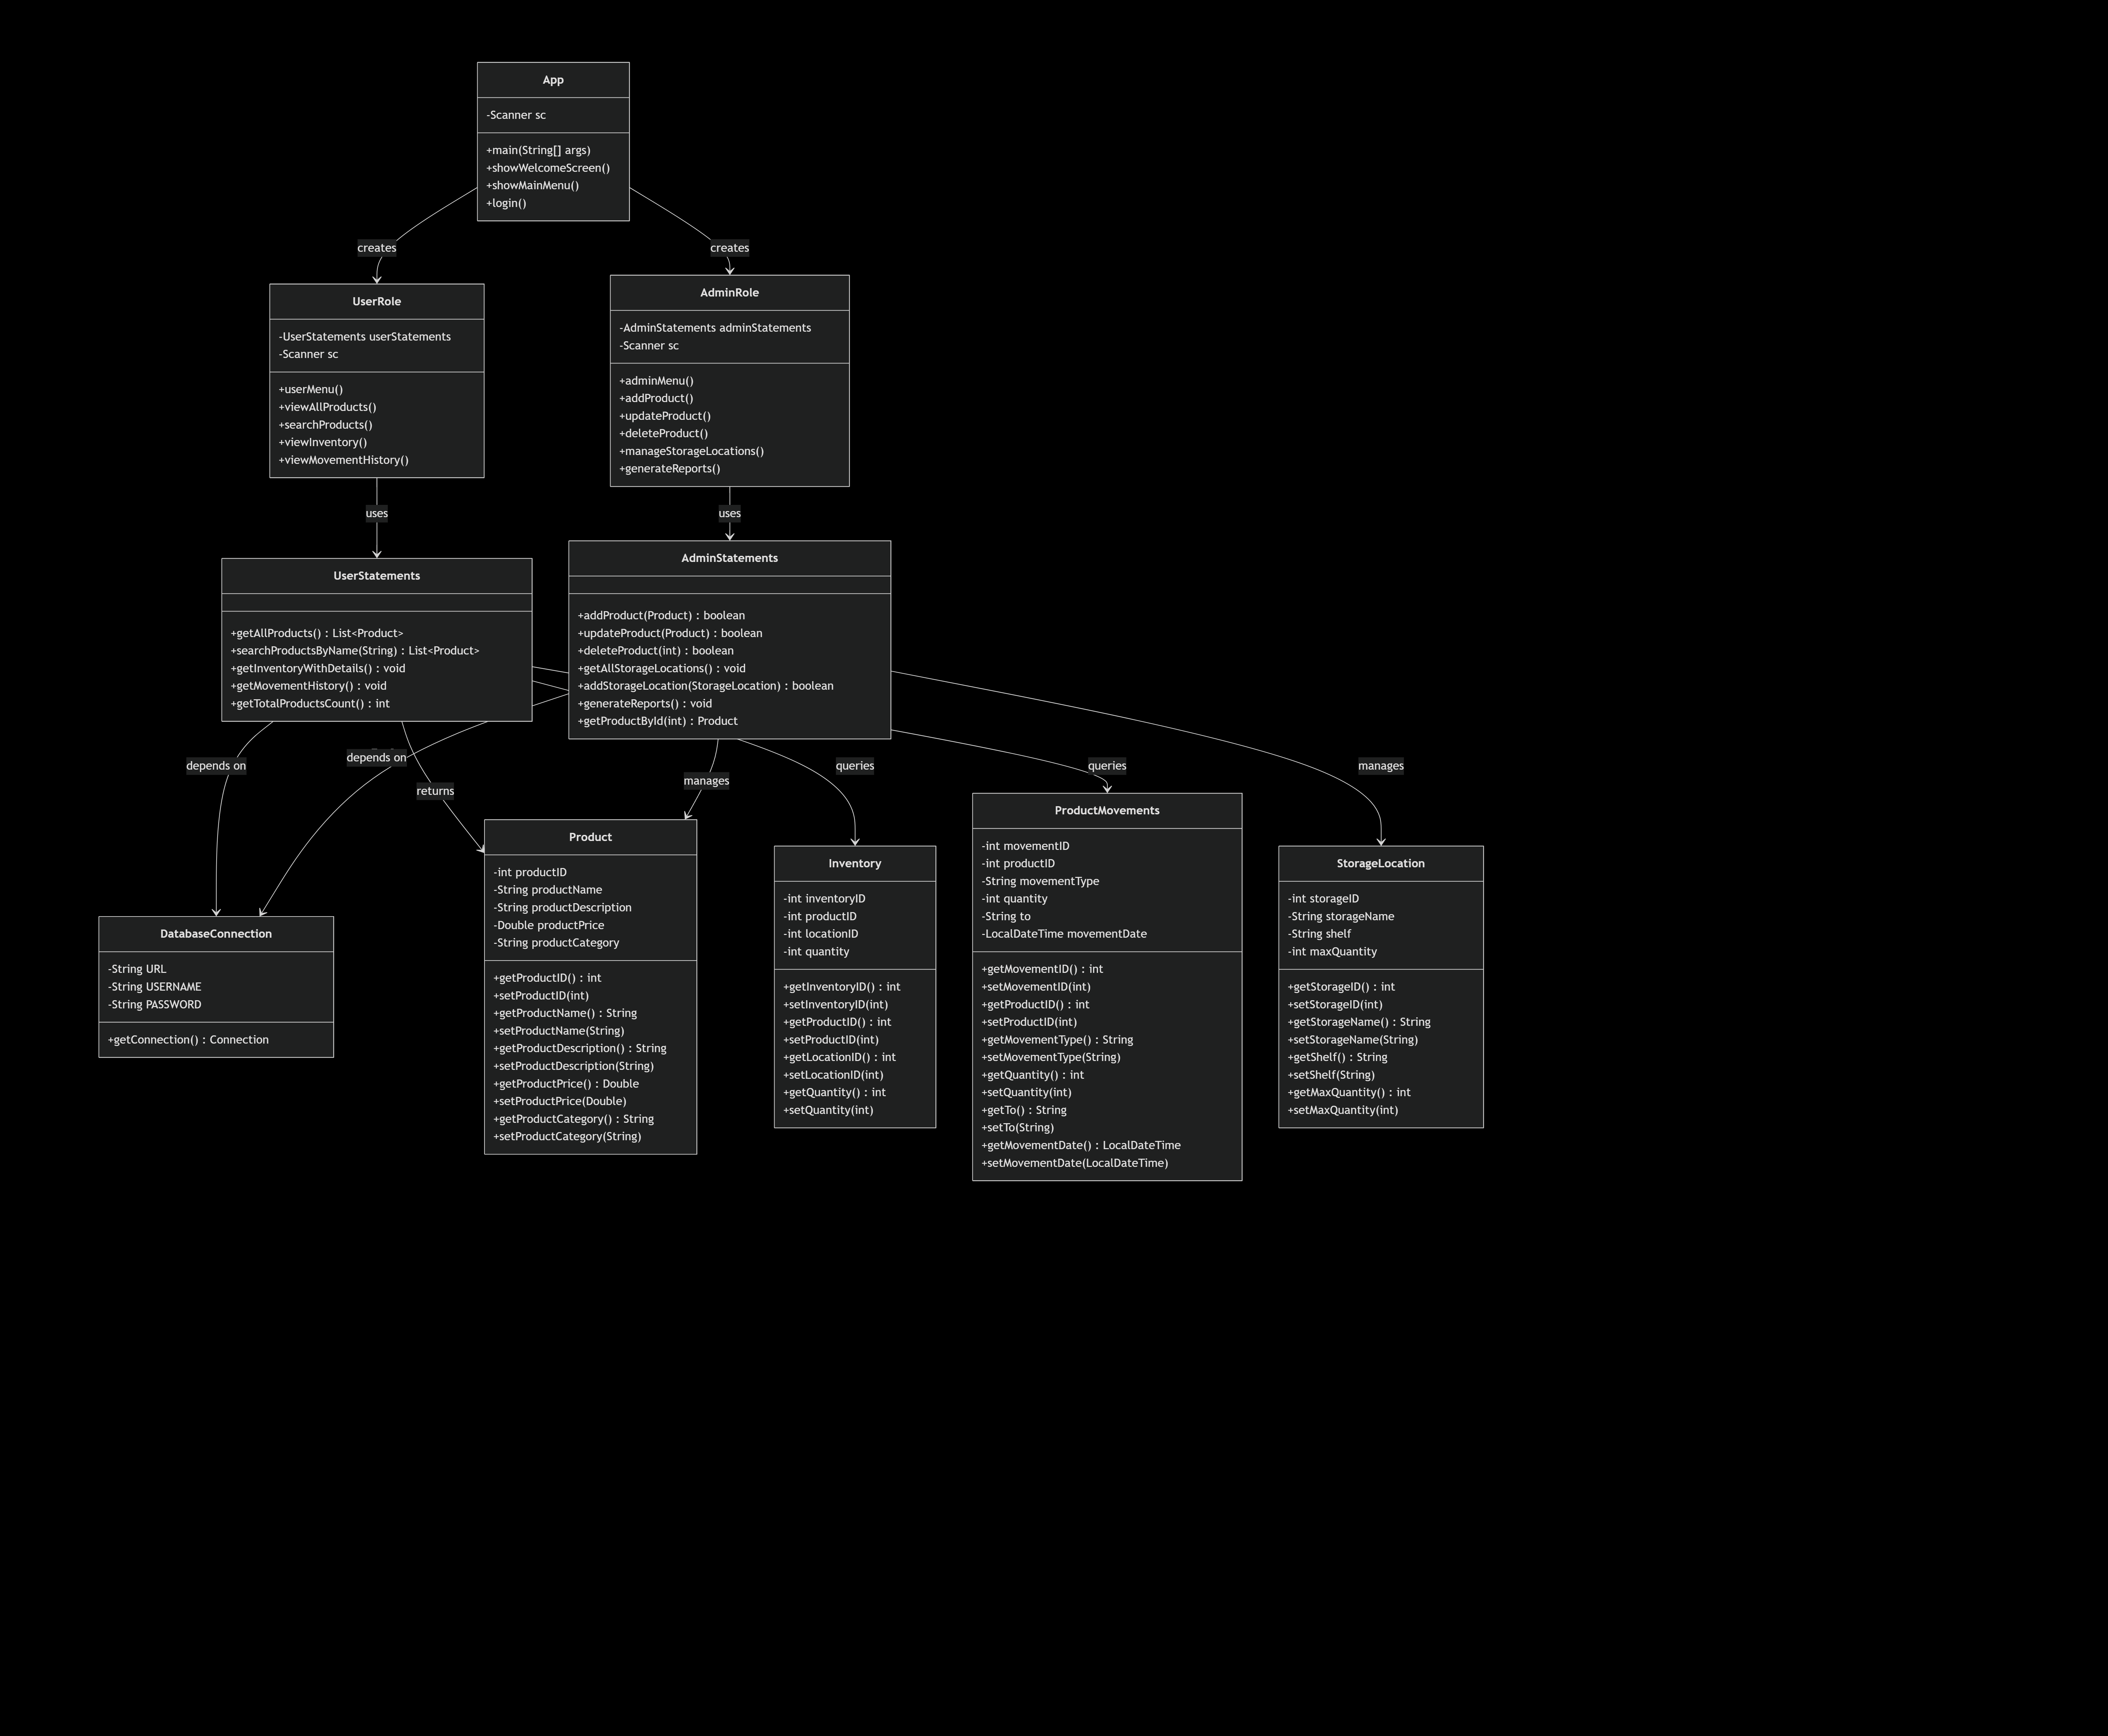 App
-Scanner sc
+main(String[] args)
+showWelcomeScreen()
+showMainMenu()
+login()
creates
creates
UserRole
-UserStatements userStatements
-Scanner sc
+userMenu()
+viewAllProducts()
+searchProducts()
+viewInventory()
+viewMovementHistory()
AdminRole
-AdminStatements adminStatements
-Scanner sc
+adminMenu()
+addProduct()
+updateProduct()
+deleteProduct()
+manageStorageLocations()
+generateReports()
uses
uses
UserStatements
+getAllProducts() : List<Product>
+searchProductsByName(String) : List<Product>
+getInventoryWithDetails() : void
+getMovementHistory() : void
+getTotalProductsCount() : int
AdminStatements
+addProduct(Product) : boolean
+updateProduct(Product) : boolean
+deleteProduct(int) : boolean
+getAllStorageLocations() : void
+addStorageLocation(StorageLocation) : boolean
+generateReports() : void
+getProductById(int) : Product
depends on
depends on
returns
manages
queries
queries
manages
DatabaseConnection
-String URL
-String USERNAME
-String PASSWORD
+getConnection() : Connection
Product
-int productID
-String productName
-String productDescription
-Double productPrice
-String productCategory
+getProductID() : int
+setProductID(int)
+getProductName() : String
+setProductName(String)
+getProductDescription() : String
+setProductDescription(String)
+getProductPrice() : Double
+setProductPrice(Double)
+getProductCategory() : String
+setProductCategory(String)
Inventory
-int inventoryID
-int productID
-int locationID
-int quantity
+getInventoryID() : int
+setInventoryID(int)
+getProductID() : int
+setProductID(int)
+getLocationID() : int
+setLocationID(int)
+getQuantity() : int
+setQuantity(int)
ProductMovements
-int movementID
-int productID
-String movementType
-int quantity
-String to
-LocalDateTime movementDate
+getMovementID() : int
+setMovementID(int)
+getProductID() : int
+setProductID(int)
+getMovementType() : String
+setMovementType(String)
+getQuantity() : int
+setQuantity(int)
+getTo() : String
+setTo(String)
+getMovementDate() : LocalDateTime
+setMovementDate(LocalDateTime)
StorageLocation
-int storageID
-String storageName
-String shelf
-int maxQuantity
+getStorageID() : int
+setStorageID(int)
+getStorageName() : String
+setStorageName(String)
+getShelf() : String
+setShelf(String)
+getMaxQuantity() : int
+setMaxQuantity(int)